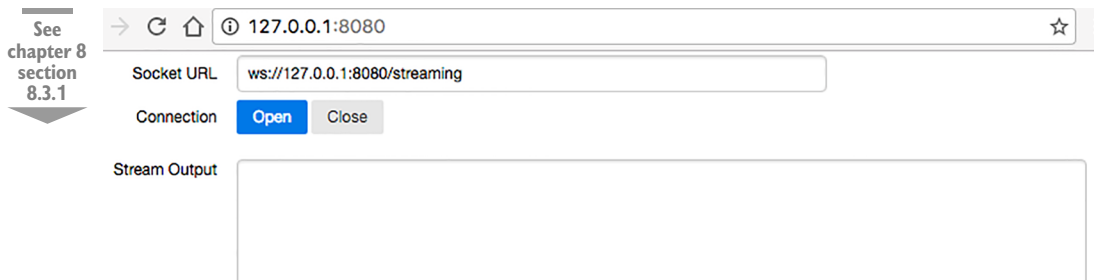 See
chapter 8
section
8.3.1
127.0.0.1:8080
Socket URL ws://127.0.0.1:8080/streaming
Connection Open Close
Stream Output